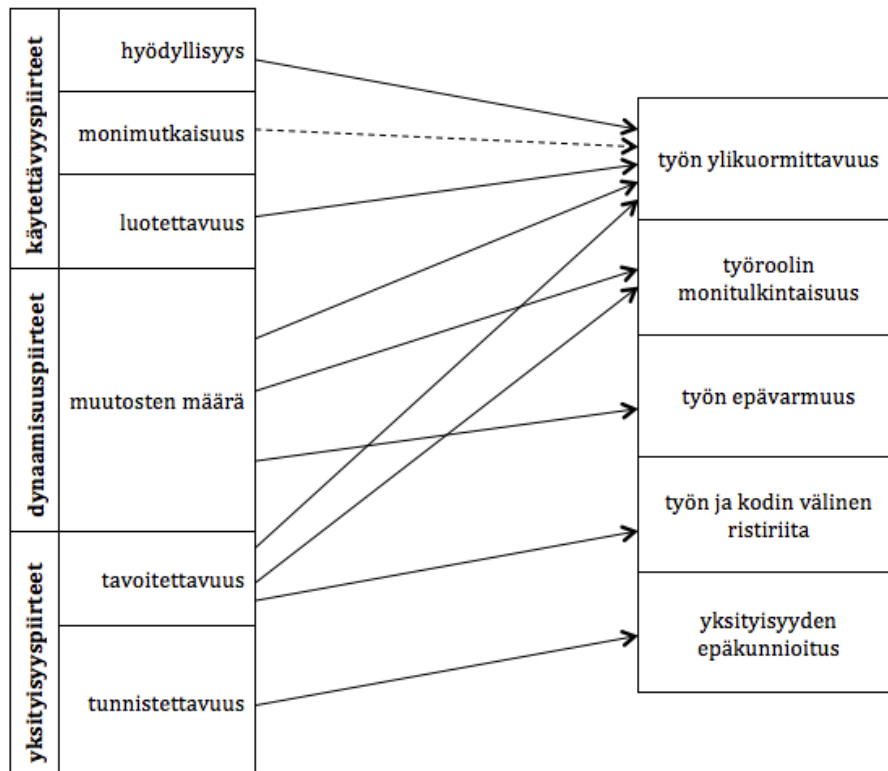 käytettävyyspiirteet
hyödyllisyys
monimutkaisuus
luotettavuus
dynaamisuuspiirteet
muutosten määrä
yksityisyyspiirteet
tavoitettavuus
tunnistettavuus
työn ylikuormittavuus
työroolin
monitulkintaisuus
työn epävarmuus
työn ja kodin välinen
ristiriita
yksityisyyden
epäkunnioitus